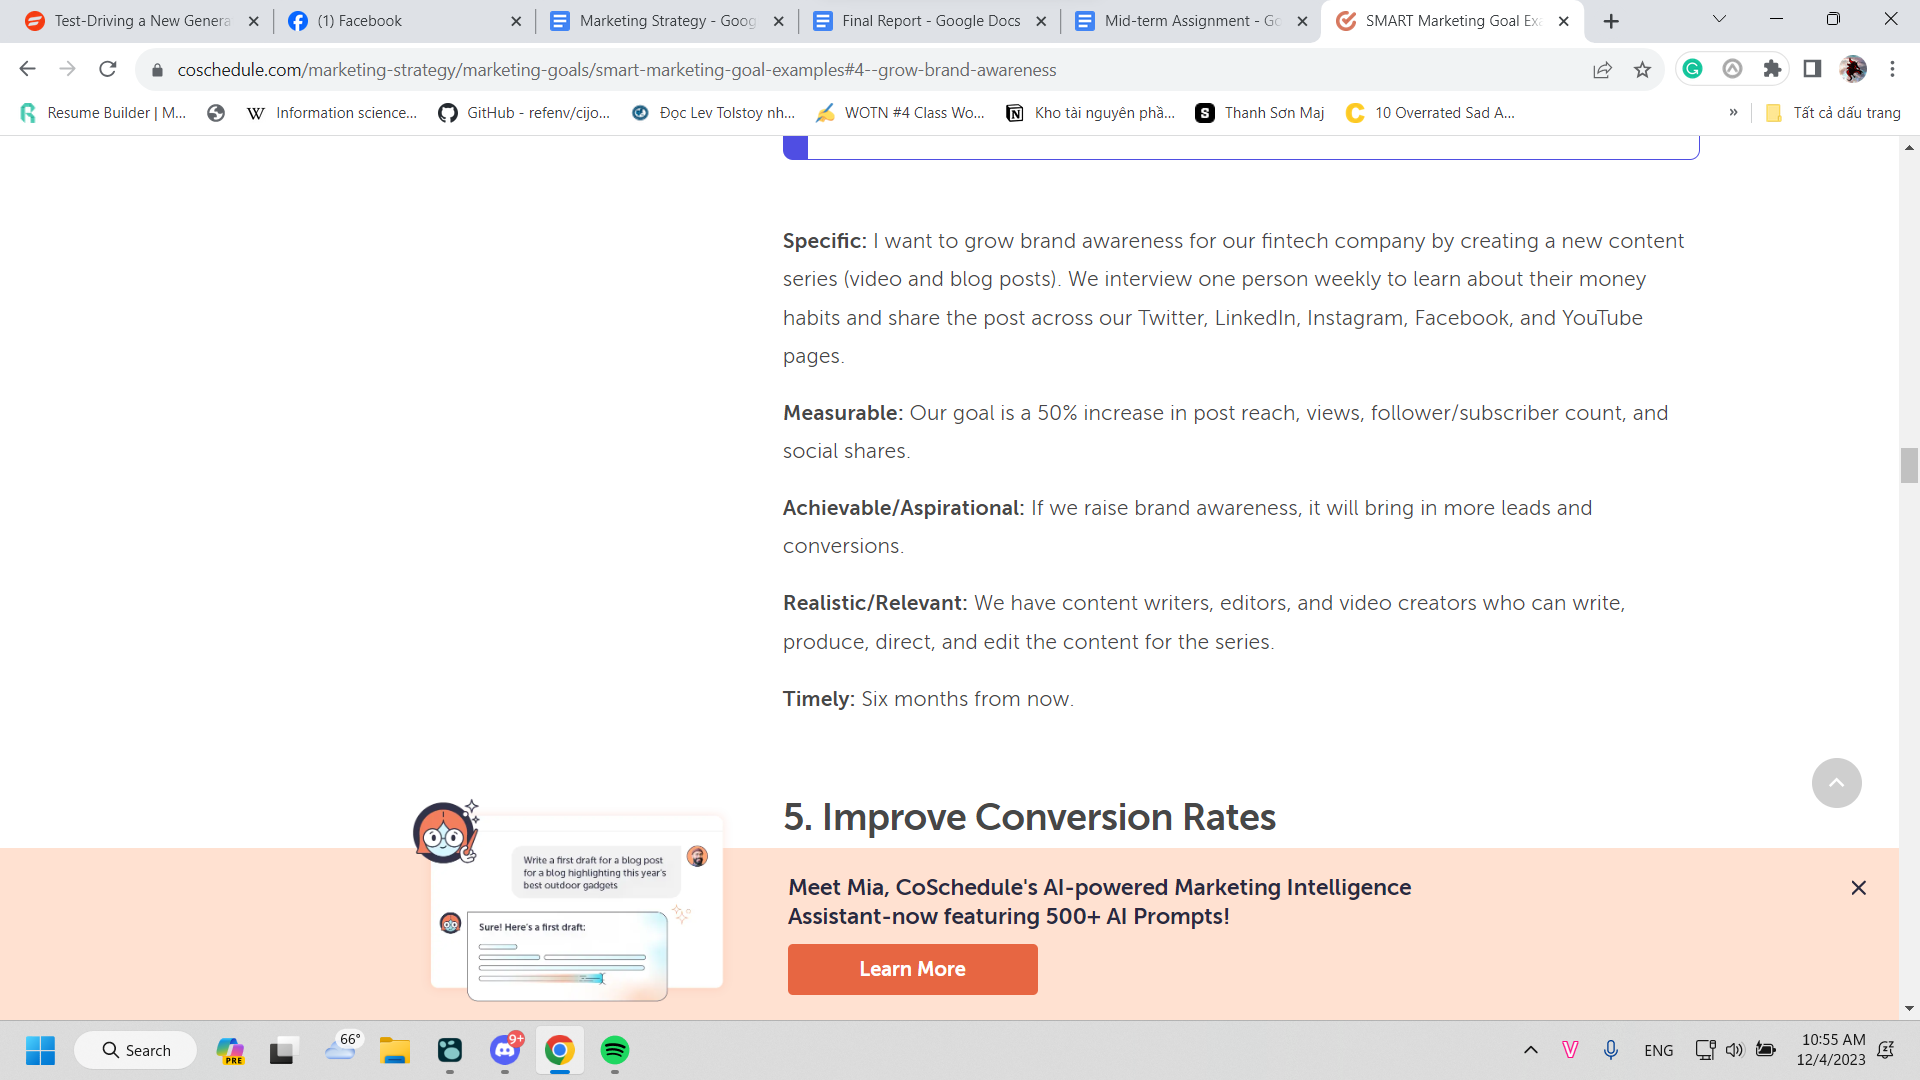 Test-Driving a New Genera
(1) Facebook
Marketing Strategy - Goog
Final Report - Google Docs
Mid-term Assignment - Go
SMART Marketing Goal Exa
coschedule.com/marketing-strategy/marketing-goals/smart-marketing-goal-examples#4--grow-brand-awareness
Resume Builder | M...
Information science...
GitHub - refenv/cijo...
Đọc Lev Tolstoy nh...
WOTN #4 Class Wo...
Kho tài nguyên phầ...
Thanh Sơn Maj
10 Overrated Sad A...
»
Tất cả dấu trang
Specific: I want to grow brand awareness for our fintech company by creating a new content
series (video and blog posts). We interview one person weekly to learn about their money
habits and share the post across our Twitter, LinkedIn, Instagram, Facebook, and YouTube
pages.
Measurable: Our goal is a 50% increase in post reach, views, follower/subscriber count, and
social shares.
Achievable/Aspirational: If we raise brand awareness, it will bring in more leads and
conversions.
Realistic/Relevant: We have content writers, editors, and video creators who can write,
produce, direct, and edit the content for the series.
Timely: Six months from now.
5. Improve Conversion Rates
Write a first draft for a blog post
for a blog highlighting this year's
best outdoor gadgets
Sure! Here's a first draft:
Meet Mia, CoSchedule's AI-powered Marketing Intelligence
Assistant-now featuring 500+ AI Prompts!
Learn More
Search
PRE
66°
9+
ENG
10:55 AM
12/4/2023